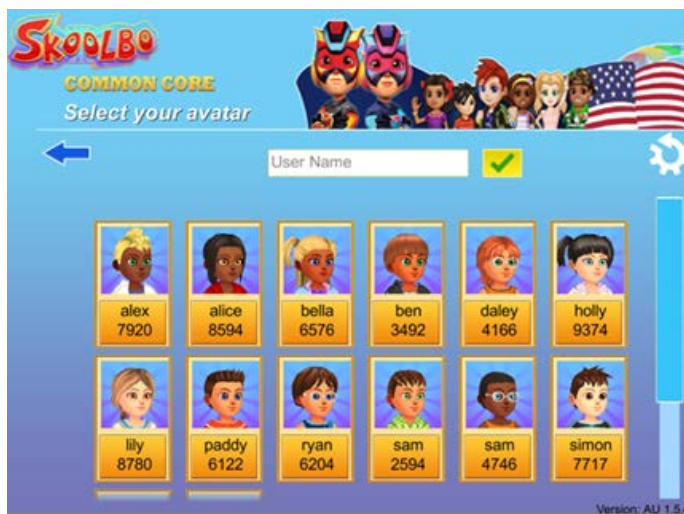 SKOOLBO
COMMON CORE
Select your avatar
User Name
alex
7920
alice
8594
bella
6576
ben
3492
daley
4166
holly
9374
lily
8780
paddy
6122
ryan
6204
sam
2594
sam
4746
simon
7717
Version: AU 1.5.